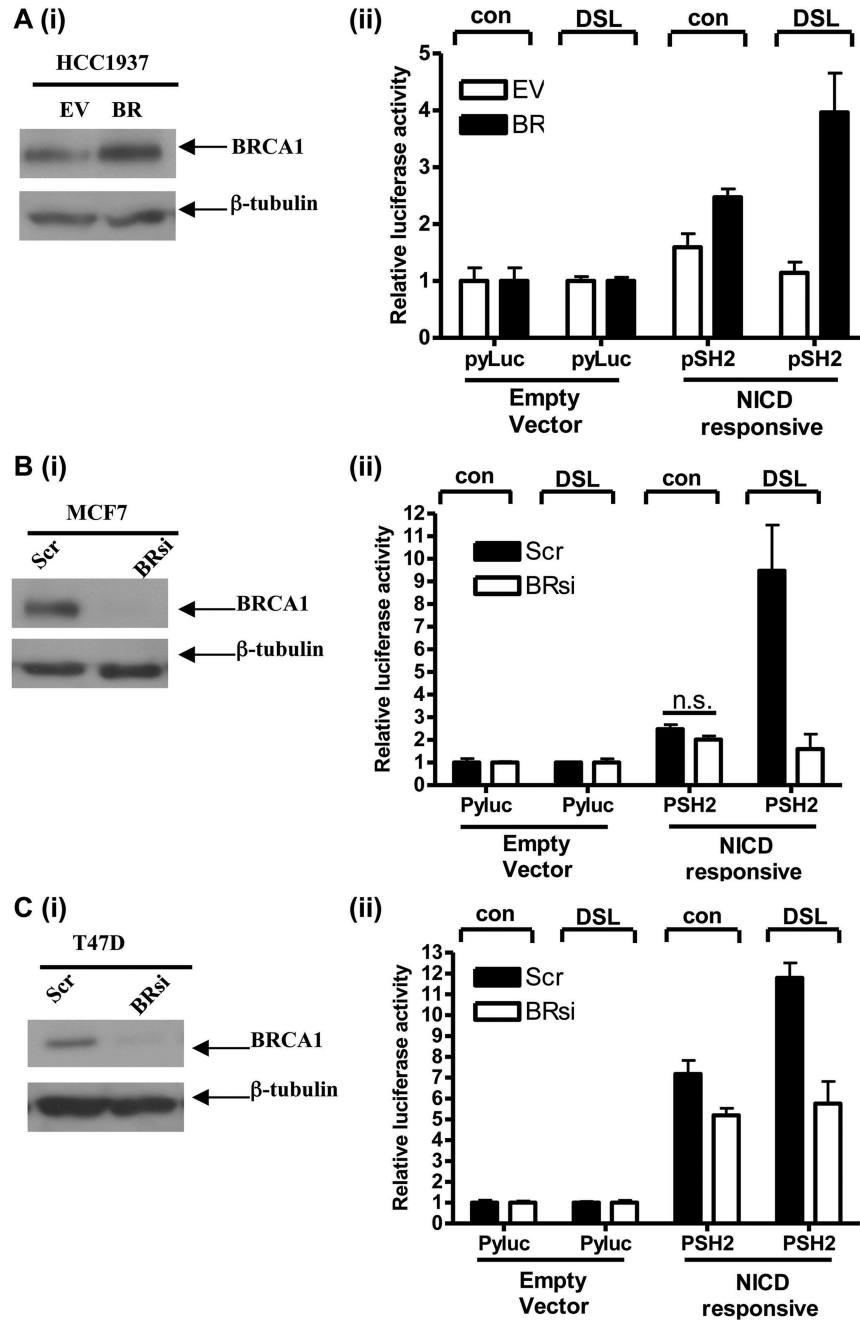 A (i)
HCC1937
EV BR
BRCA1
β-tubulin
(ii)
con DSL con DSL
Relative luciferase activity
5
4
3
2
1
0
EV
BR
pyLuc pyLuc pSH2 pSH2
Empty Vector
NICD responsive
B (i)
MCF7
Scr BRsi
BRCA1
β-tubulin
(ii)
con DSL con DSL
Relative luciferase activity
12
11
10
9
8
7
6
5
4
3
2
1
0
Scr
BRsi
n.s.
Pyluc Pyluc PSH2 PSH2
Empty Vector
NICD responsive
C (i)
T47D
Scr BRsi
BRCA1
β-tubulin
(ii)
con DSL con DSL
Relative luciferase activity
13
12
11
10
9
8
7
6
5
4
3
2
1
0
Scr
BRsi
Pyluc Pyluc PSH2 PSH2
Empty Vector
NICD responsive